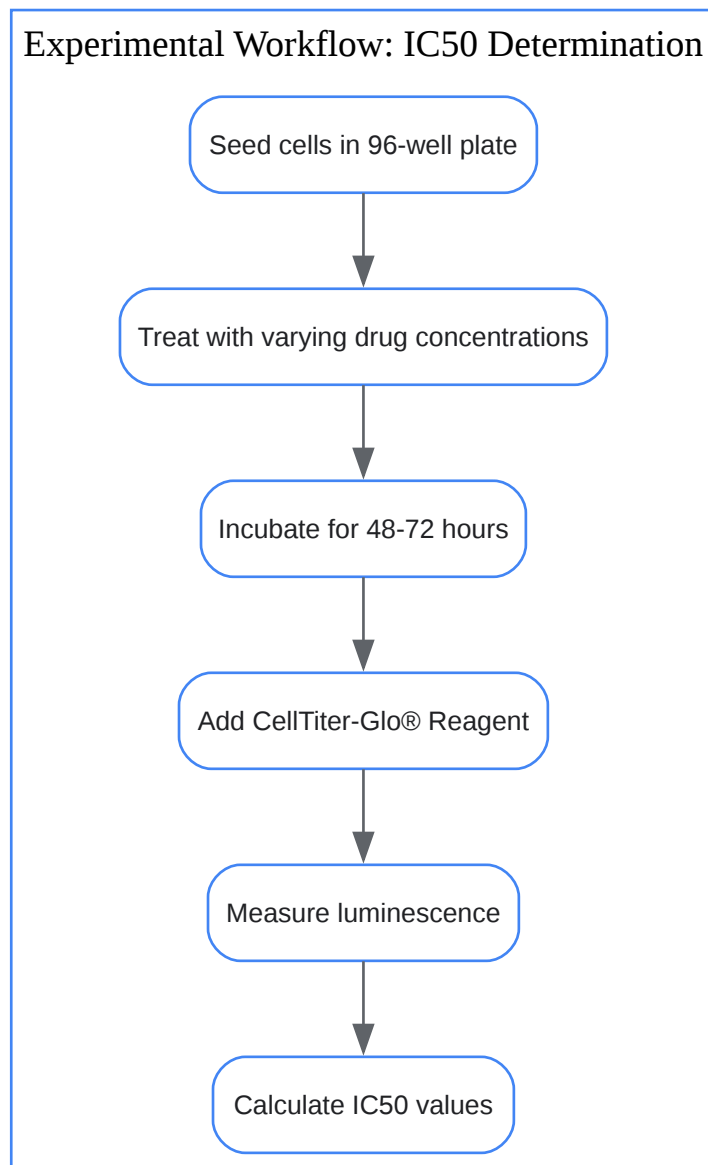 Experimental Workflow: IC50 Determination
Seed cells in 96-well plate
Treat with varying drug concentrations
Incubate for 48-72 hours
Add CellTiter-Glo® Reagent
Measure luminescence
Calculate IC50 values